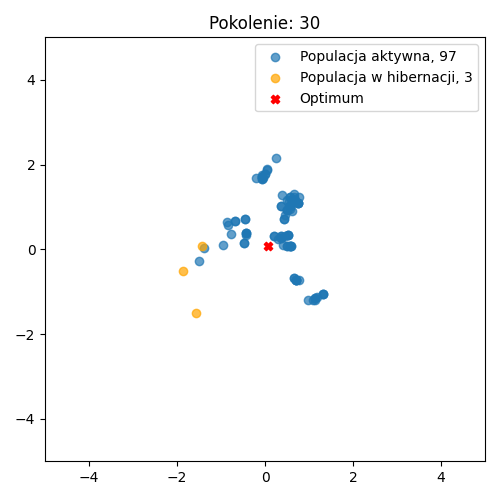 Pokolenie: 30
Populacja aktywna, 97
Populacja w hibernacji, 3
Optimum
4
2
0
−2
−4
−4
−2
0
2
4